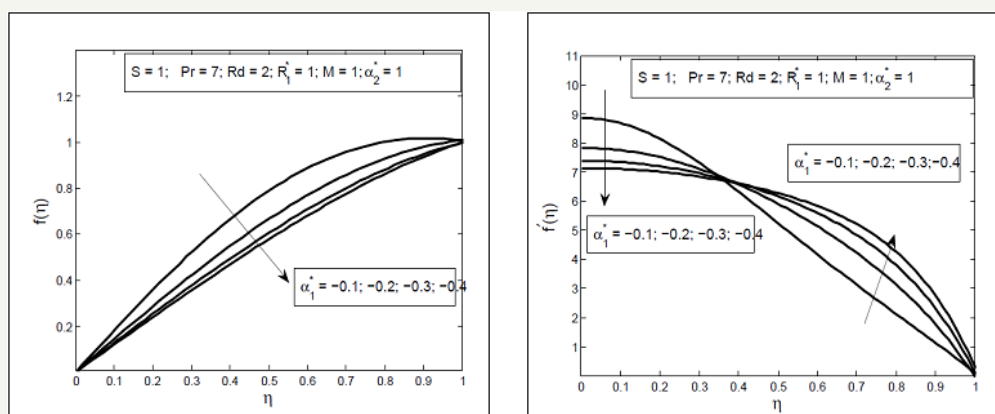 S = 1; Pr = 7; Rd = 2; R₁* = 1; M = 1; α₂* = 1
1.2
1
0.8
0.6
0.4
0.2
f(η)
α₁* = −0.1; −0.2; −0.3; −0.4
0 0.1 0.2 0.3 0.4 0.5 0.6 0.7 0.8 0.9 1
η
11
10
9
8
7
6
5
4
3
2
1
f′(η)
S = 1; Pr = 7; Rd = 2; R₁* = 1; M = 1; α₂* = 1
α₁* = −0.1; −0.2; −0.3;−0.4
α₁* = −0.1; −0.2; −0.3; −0.4
0 0.1 0.2 0.3 0.4 0.5 0.6 0.7 0.8 0.9 1
η